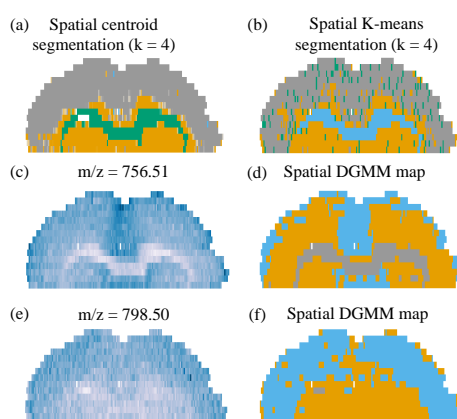 (a) Spatial centroid
segmentation (k = 4)
(b) Spatial K-means
segmentation (k = 4)
(c) m/z = 756.51
(d) Spatial DGMM map
(e) m/z = 798.50
(f) Spatial DGMM map